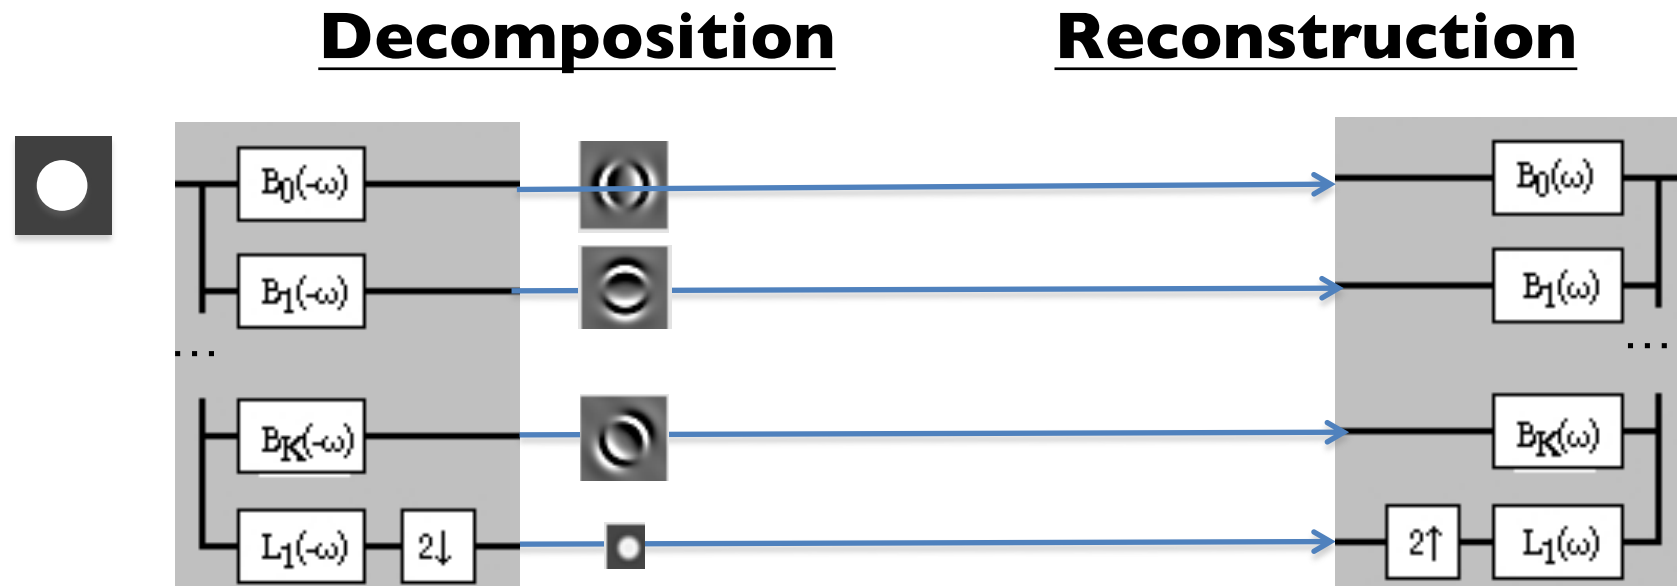 Decomposition
Reconstruction
B0(-ω)
B0(ω)
B1(-ω)
B1(ω)
...
...
BK(-ω)
BK(ω)
L1(-ω)
2↓
2↑
L1(ω)